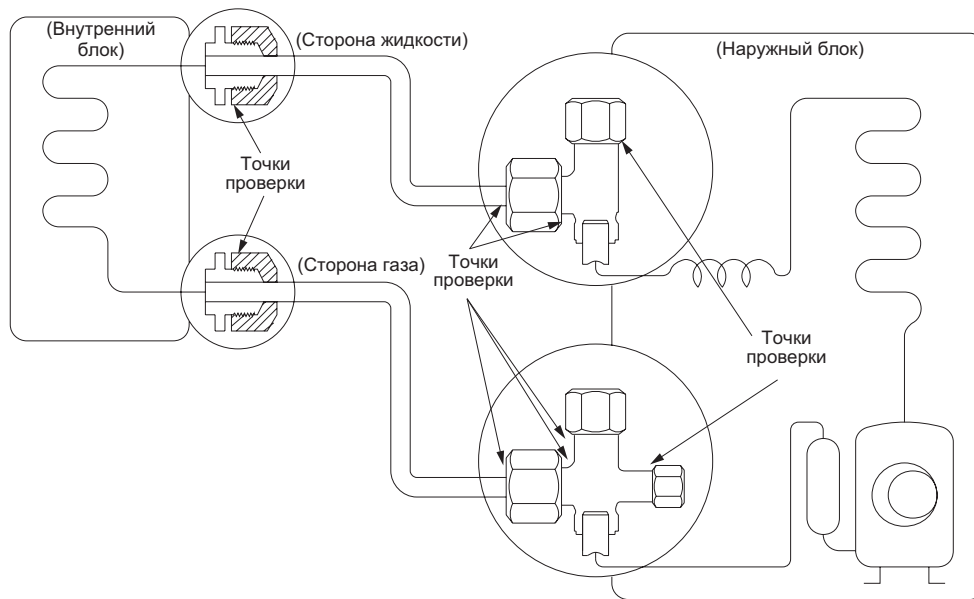 (Внутренний
блок)
(Сторона жидкости)
(Наружный блок)
Точки
проверки
(Сторона газа)
Точки
проверки
Точки
проверки